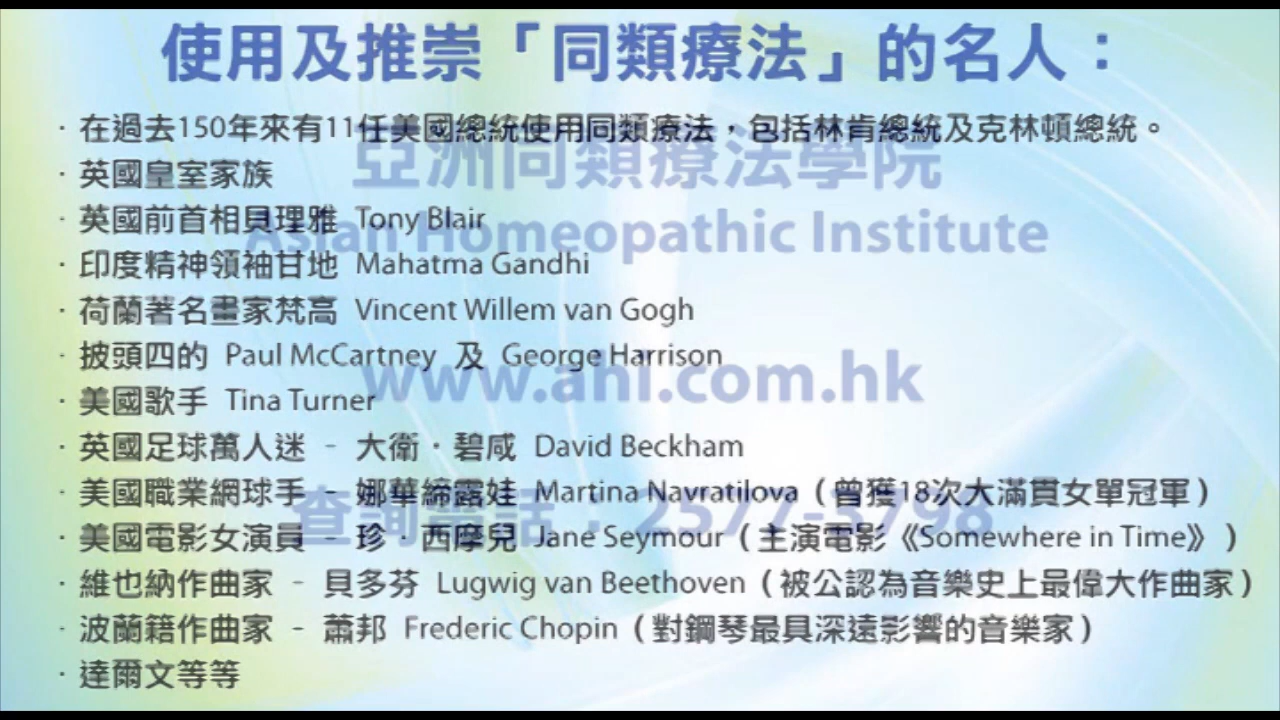 使用及推崇「同類療法」的名人：
· 在過去150年來有11任美國總統使用同類療法，包括林肯總統及克林頓總統。
亞洲同類療法學院
· 英國皇室家族
· 英國前首相貝理雅 Tony Blair
Asian Homeopathic Institute
· 印度精神領袖甘地 Mahatma Gandhi
· 荷蘭著名畫家梵高 Vincent Willem van Gogh
· 披頭四的 Paul McCartney 及 George Harrison
www.ahi.com.hk
· 美國歌手 Tina Turner
· 英國足球萬人迷 - 大衛·碧咸 David Beckham
· 美國職業網球手 - 娜華締露娃 Martina Navratilova（曾獲18次大滿貫女單冠軍）
查詢電話：2577-3798
· 美國電影女演員 - 珍·西摩兒 Jane Seymour（主演電影《Somewhere in Time》）
· 維也納作曲家 - 貝多芬 Lugwig van Beethoven（被公認為音樂史上最偉大作曲家）
· 波蘭籍作曲家 - 蕭邦 Frederic Chopin（對鋼琴最具深遠影響的音樂家）
· 達爾文等等